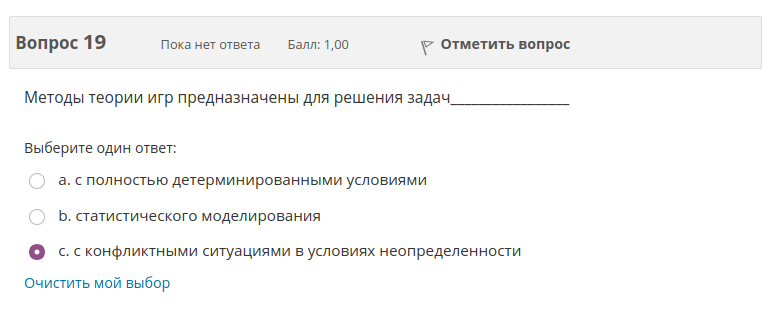 Вопрос 19 Пока нет ответа Балл: 1,00 Отметить вопрос
Методы теории игр предназначены для решения задач_________________
Выберите один ответ:
a. с полностью детерминированными условиями
b. статистического моделирования
c. с конфликтными ситуациями в условиях неопределенности
Очистить мой выбор